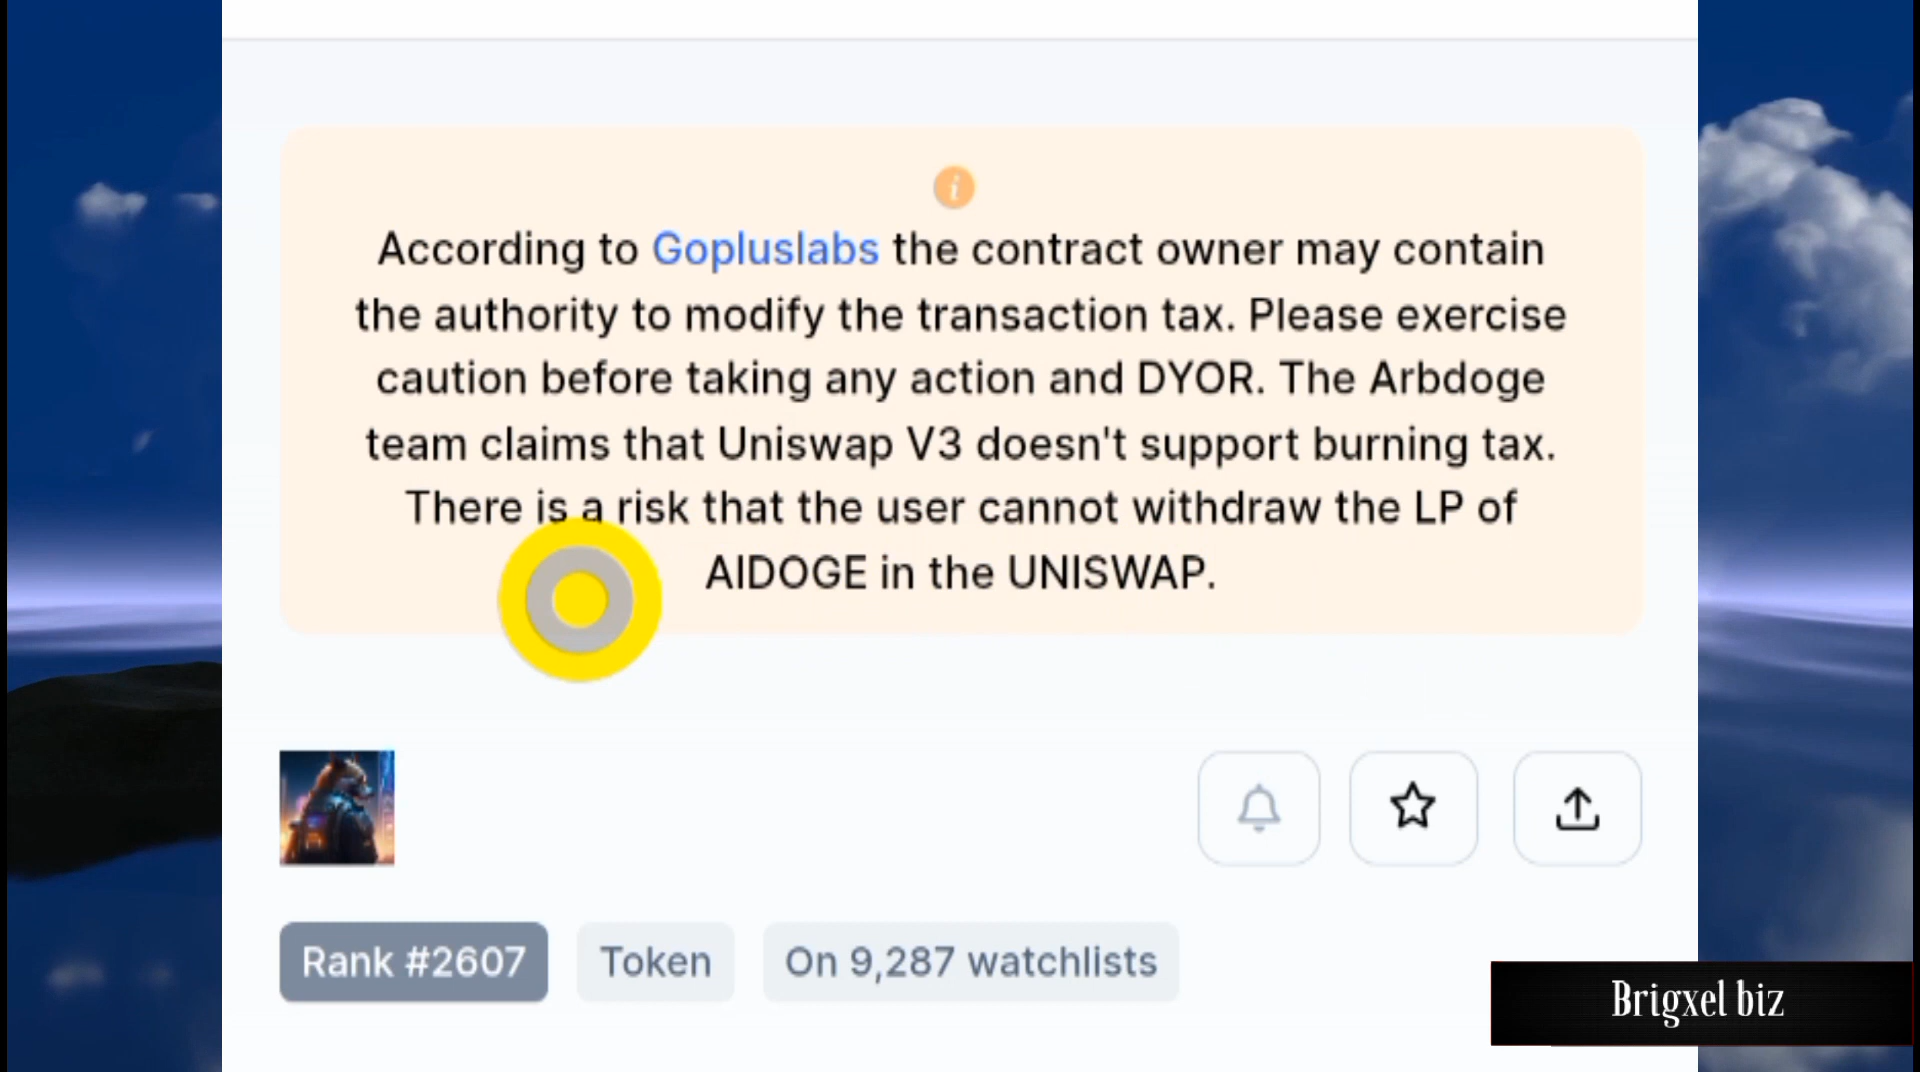 According to Gopluslabs the contract owner may contain
the authority to modify the transaction tax. Please exercise
caution before taking any action and DYOR. The Arbdoge
team claims that Uniswap V3 doesn't support burning tax.
There is a risk that the user cannot withdraw the LP of
AIDOGE in the UNISWAP.
Rank #2607
Token
On 9,287 watchlists
Brigxel biz